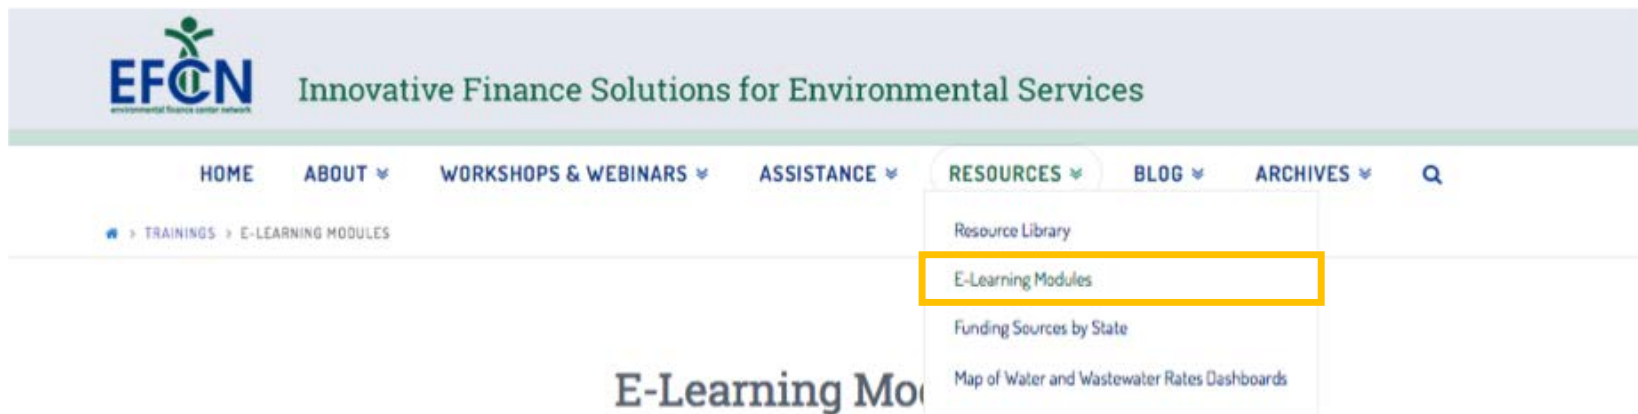 EFCN
environmental finance center network
Innovative Finance Solutions for Environmental Services
HOME ABOUT WORKSHOPS & WEBINARS ASSISTANCE RESOURCES BLOG ARCHIVES
> TRAININGS > E-LEARNING MODULES
Resource Library
E-Learning Modules
Funding Sources by State
Map of Water and Wastewater Rates Dashboards
E-Learning Mo